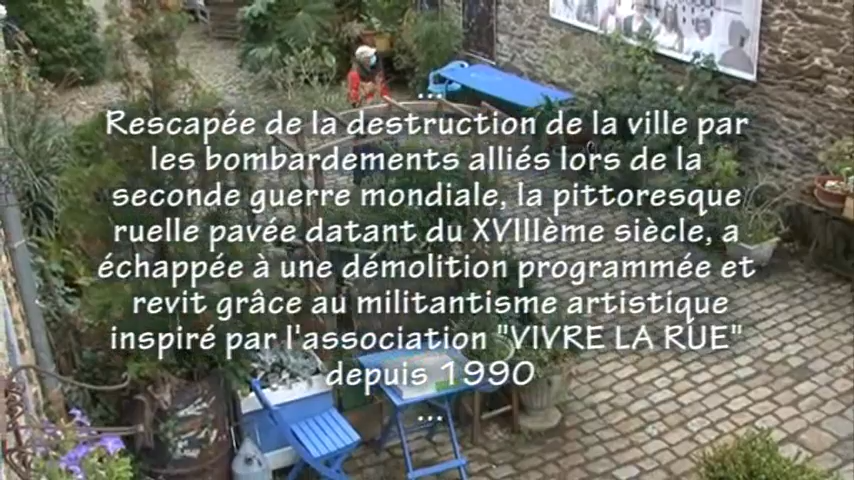 ...
Rescapée de la destruction de la ville par
les bombardements alliés lors de la
seconde guerre mondiale, la pittoresque
ruelle pavée datant du XVIIIème siècle, a
échappée à une démolition programmée et
revit grâce au militantisme artistique
inspiré par l'association "VIVRE LA RUE"
depuis 1990
...